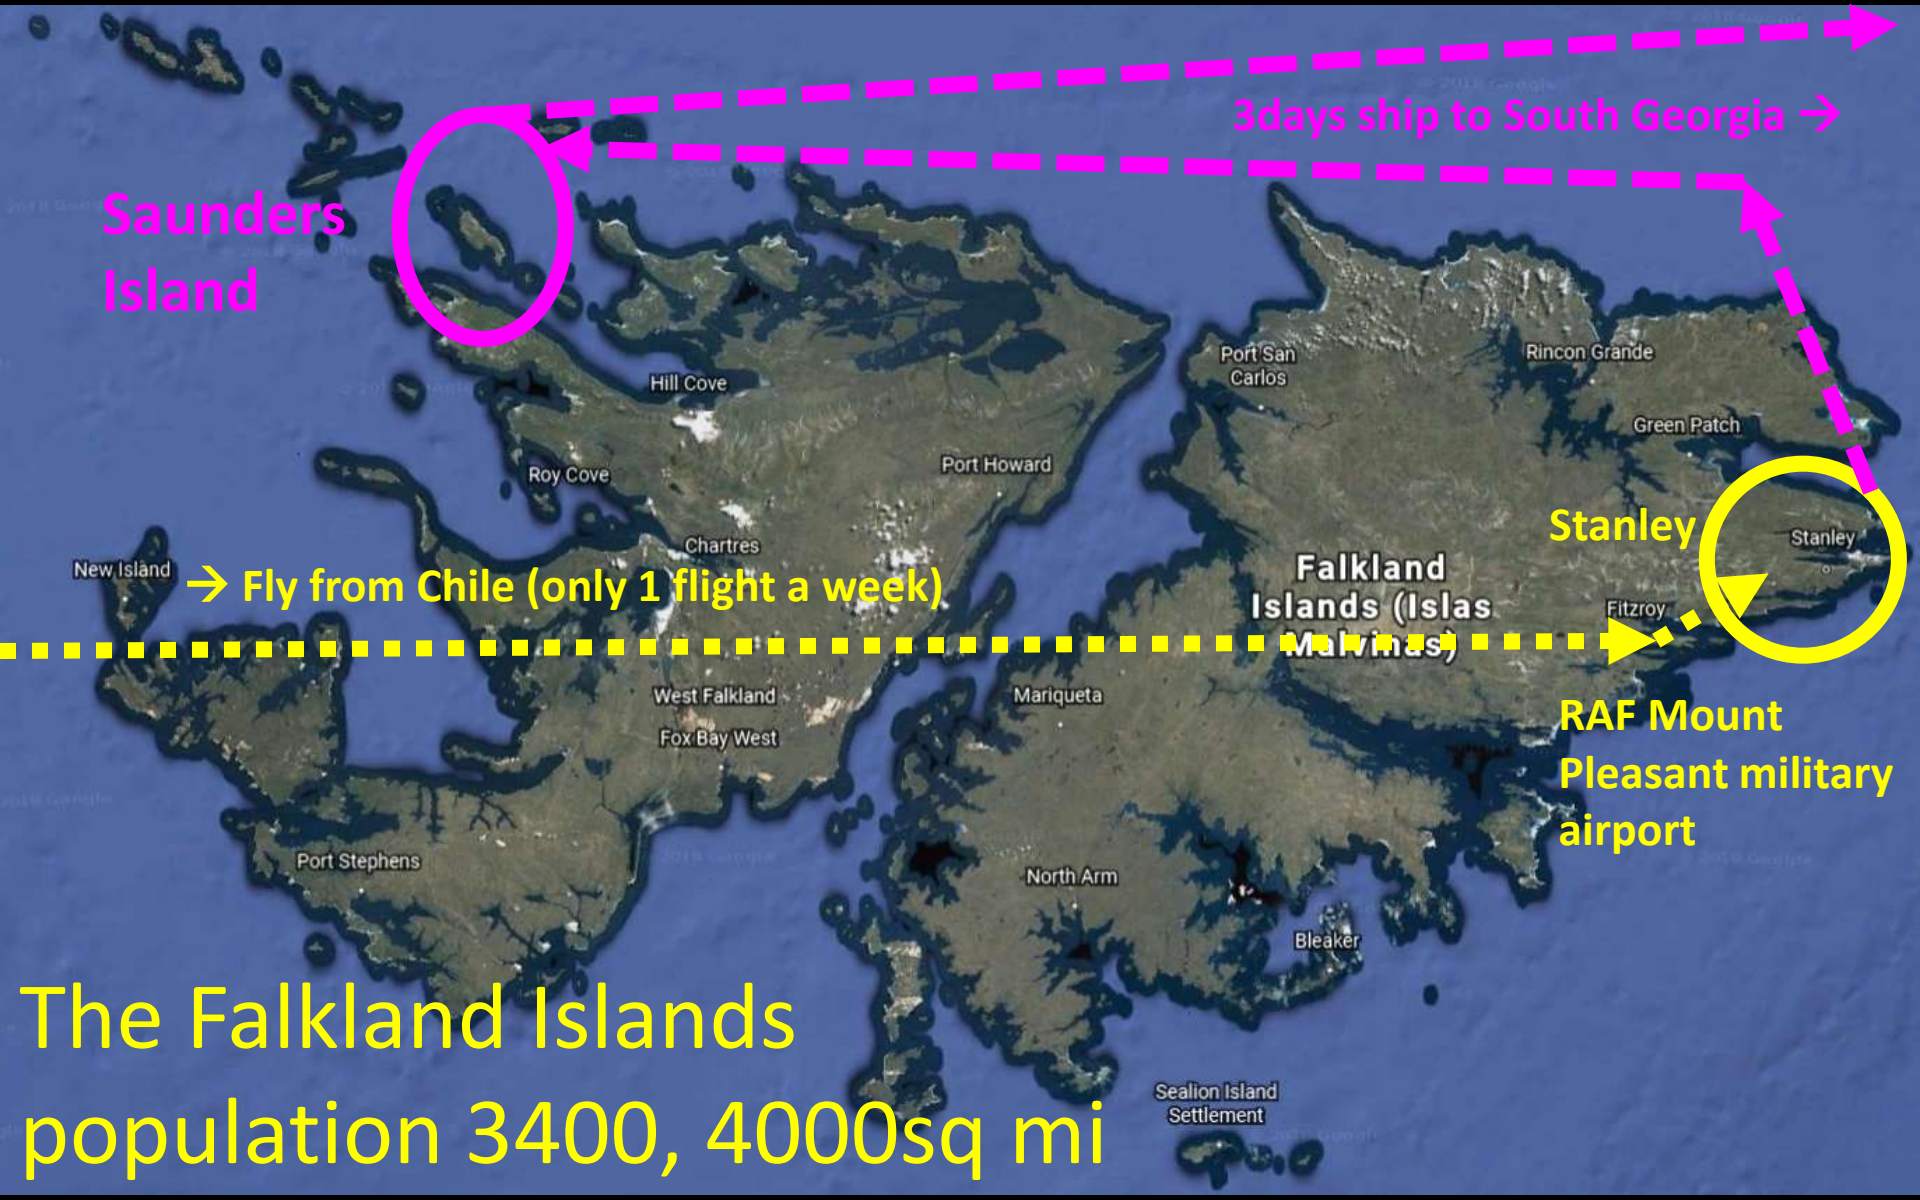 3days ship to South Georgia →
Saunders
Island
Port San
Carlos
Rincon Grande
Hill Cove
Green Patch
Port Howard
Roy Cove
Stanley
Stanley
Chartres
New Island
→ Fly from Chile (only 1 flight a week)
Falkland
Islands (Islas
Malvinas)
Fitzroy
West Falkland
Mariqueta
RAF Mount
Pleasant military
airport
Fox Bay West
Port Stephens
North Arm
Bleaker
The Falkland Islands
population 3400, 4000sq mi
Sealion Island
Settlement